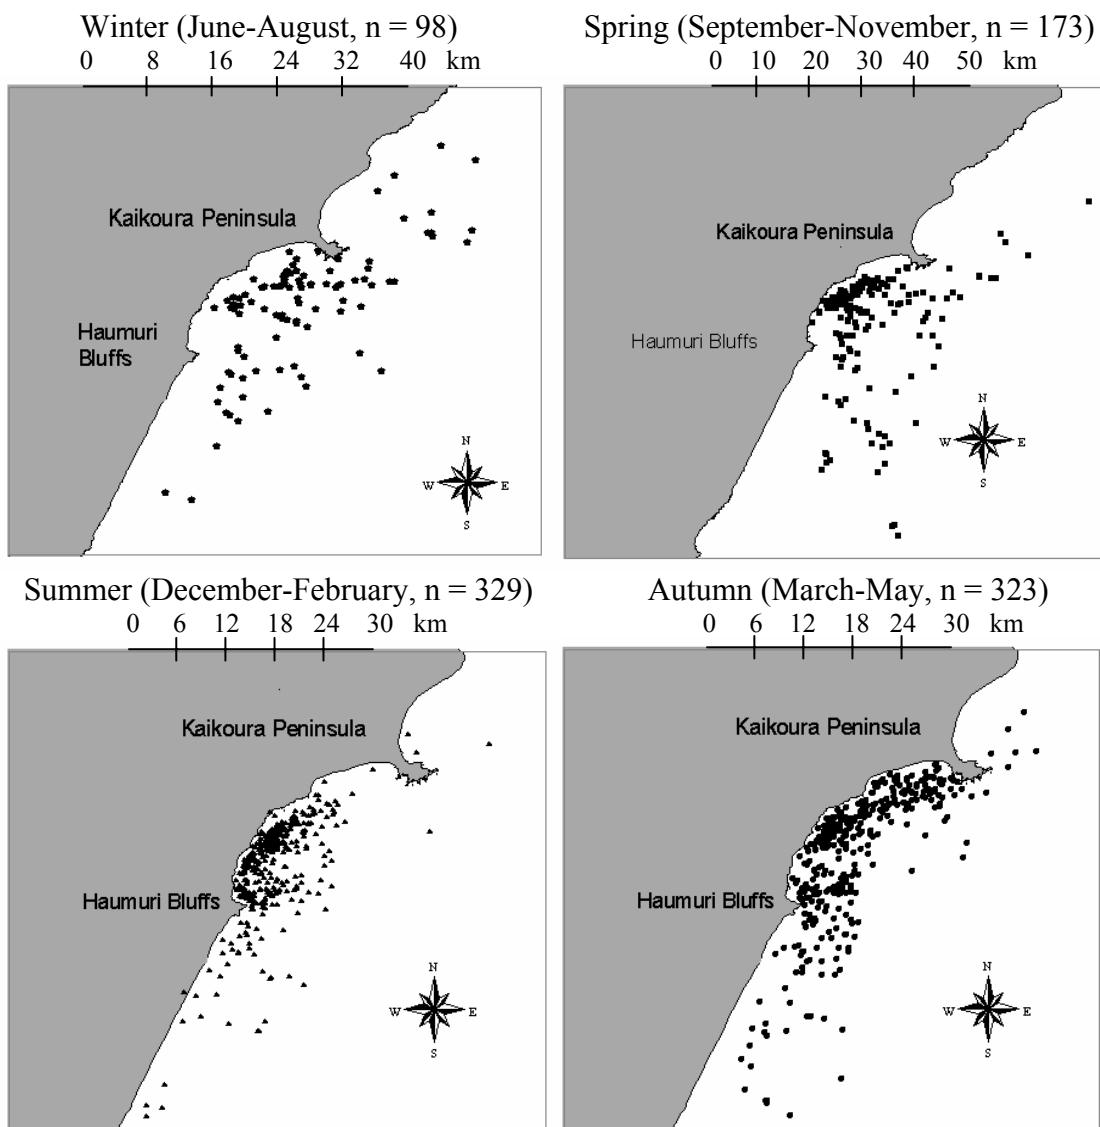 Winter (June-August, n = 98)
0 8 16 24 32 40 km
Kaikoura Peninsula
Haumuri
Bluffs
N
W E
S
Spring (September-November, n = 173)
0 10 20 30 40 50 km
Kaikoura Peninsula
Haumuri Bluffs
N
W E
S
Summer (December-February, n = 329)
0 6 12 18 24 30 km
Kaikoura Peninsula
Haumuri Bluffs
N
W E
S
Autumn (March-May, n = 323)
0 6 12 18 24 30 km
Kaikoura Peninsula
Haumuri Bluffs
N
W E
S